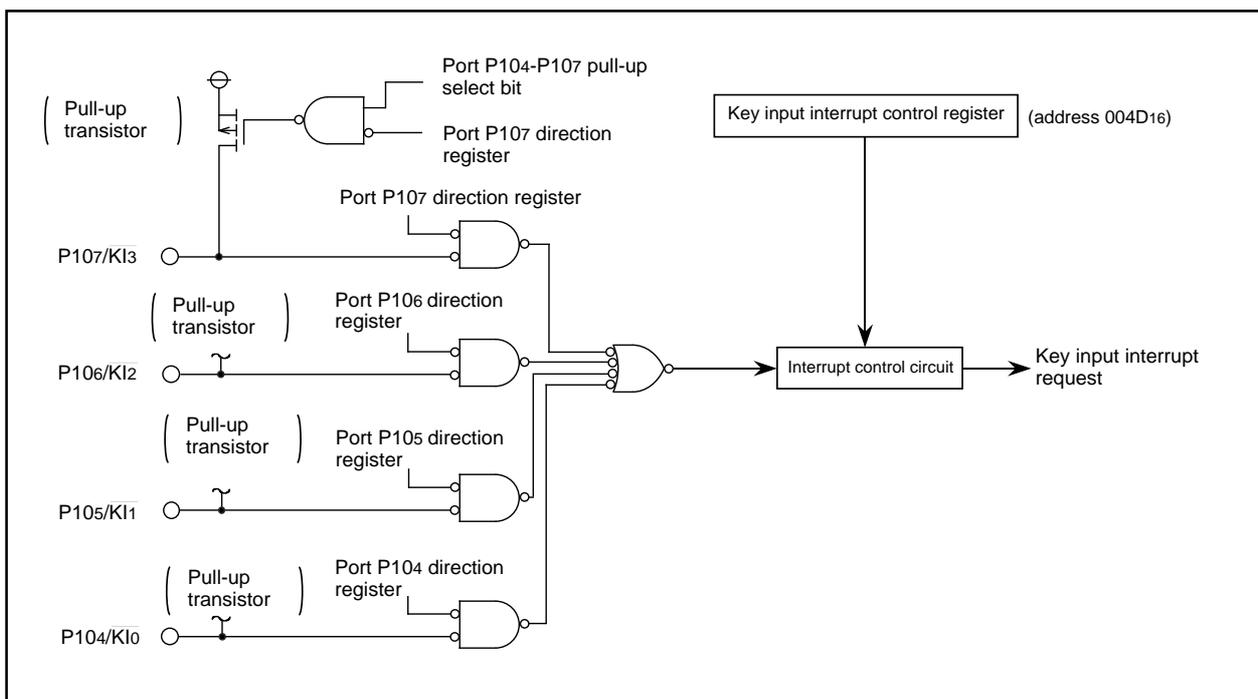 Port P104-P107 pull-up
select bit
Pull-up
transistor
Key input interrupt control register
(address 004D16)
Port P107 direction
register
Port P107 direction register
P107/KI3
Pull-up
transistor
Port P106 direction
register
P106/KI2
Interrupt control circuit
Key input interrupt
request
Pull-up
transistor
Port P105 direction
register
P105/KI1
Pull-up
transistor
Port P104 direction
register
P104/KI0